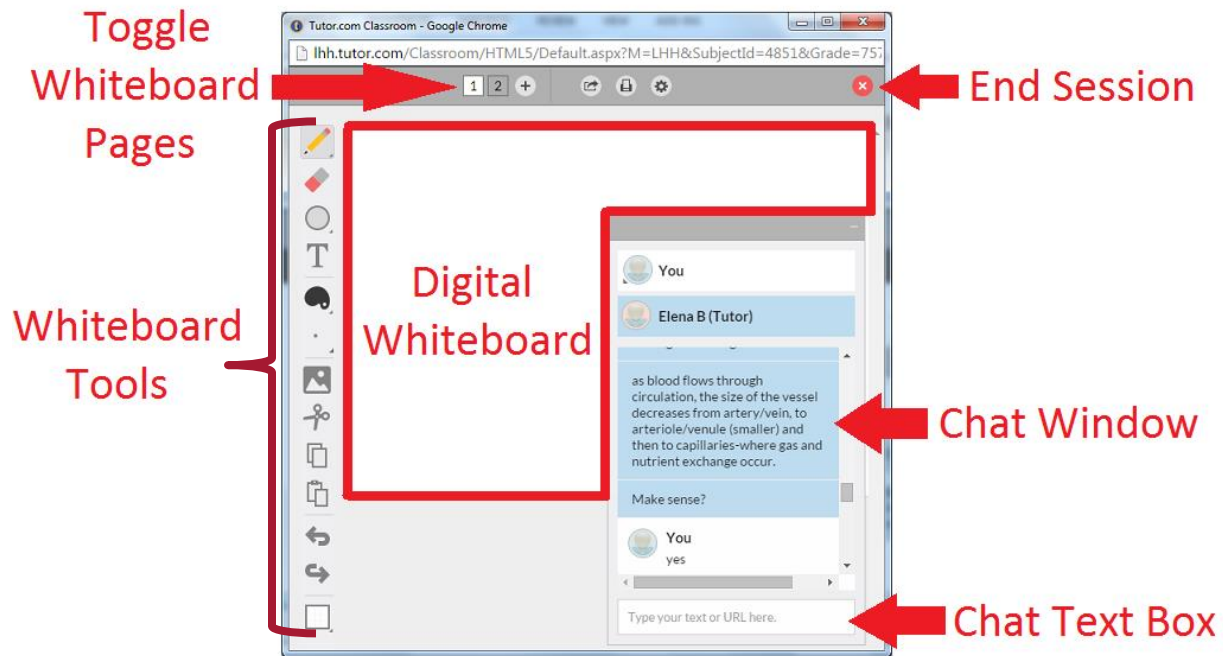 Toggle
Whiteboard
Pages
Tutor.com Classroom - Google Chrome
lhh.tutor.com/Classroom/HTML5/Default.aspx?M=LHH&SubjectId=4851&Grade=757
1 2 +
End Session
T
Whiteboard
Tools
Digital
Whiteboard
You
Elena B (Tutor)
as blood flows through
circulation, the size of the vessel
decreases from artery/vein, to
arteriole/venule (smaller) and
then to capillaries-where gas and
nutrient exchange occur.
Make sense?
You
yes
Type your text or URL here.
Chat Window
Chat Text Box